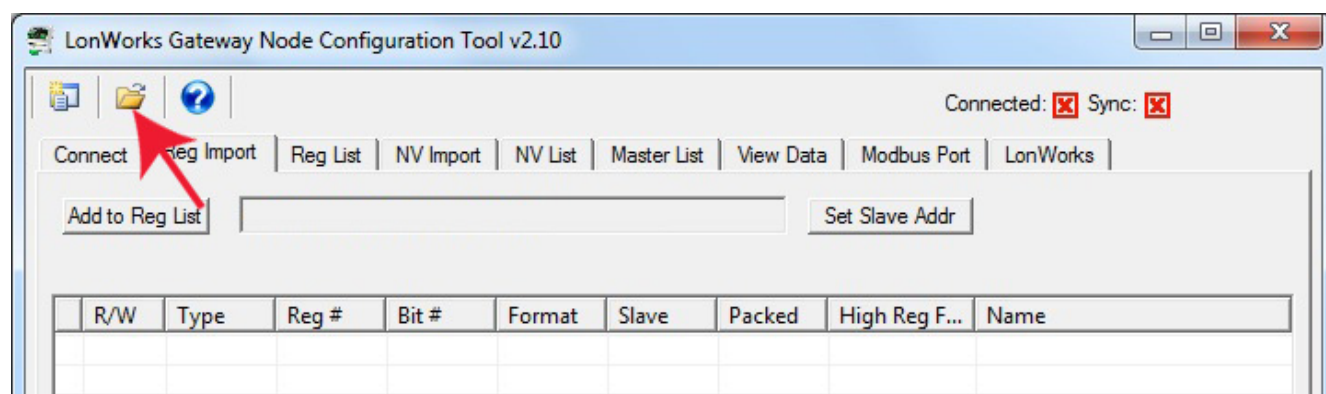 LonWorks Gateway Node Configuration Tool v2.10
Connected: Sync:
Connect Reg Import Reg List NV Import NV List Master List View Data Modbus Port LonWorks
Add to Reg List Set Slave Addr
R/W Type Reg # Bit # Format Slave Packed High Reg F... Name